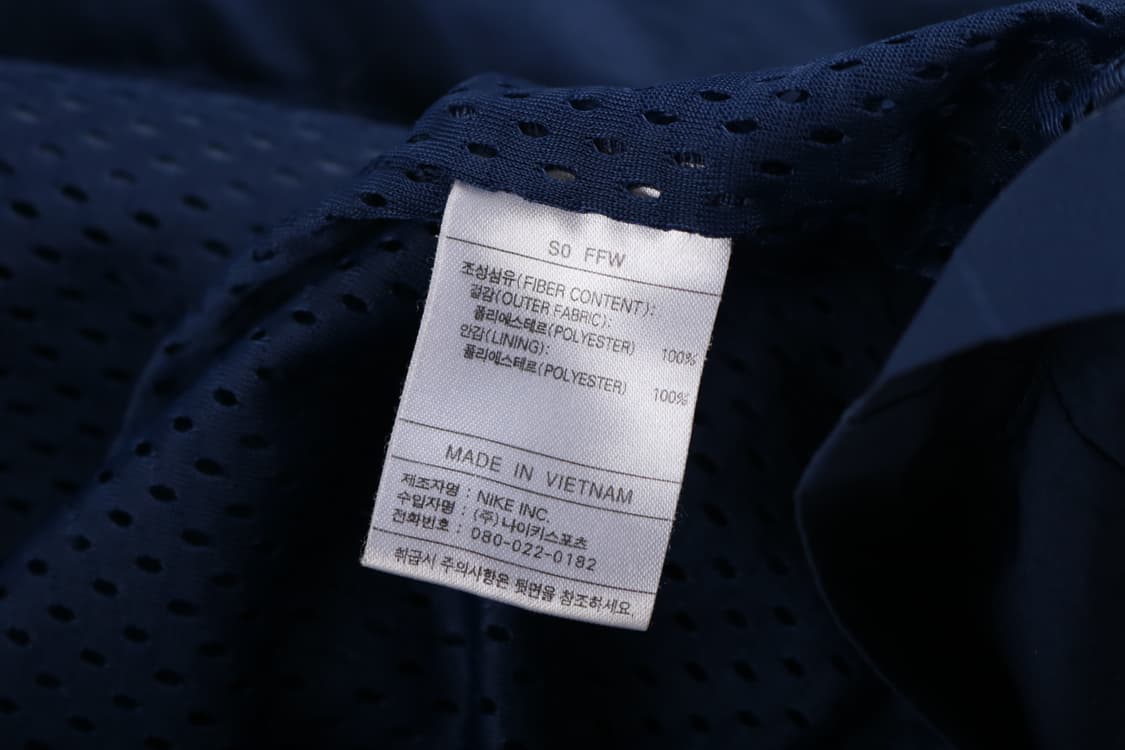 S0 FFW
조성섬유(FIBER CONTENT):
겉감(OUTER FABRIC):
폴리에스테르(POLYESTER) 100%
안감(LINING):
폴리에스테르(POLYESTER) 100%
MADE IN VIETNAM
제조자명 : NIKE INC.
수입자명 : (주)나이키스포츠
전화번호 : 080-022-0182
취급시 주의사항은 뒷면을 참조하세요.